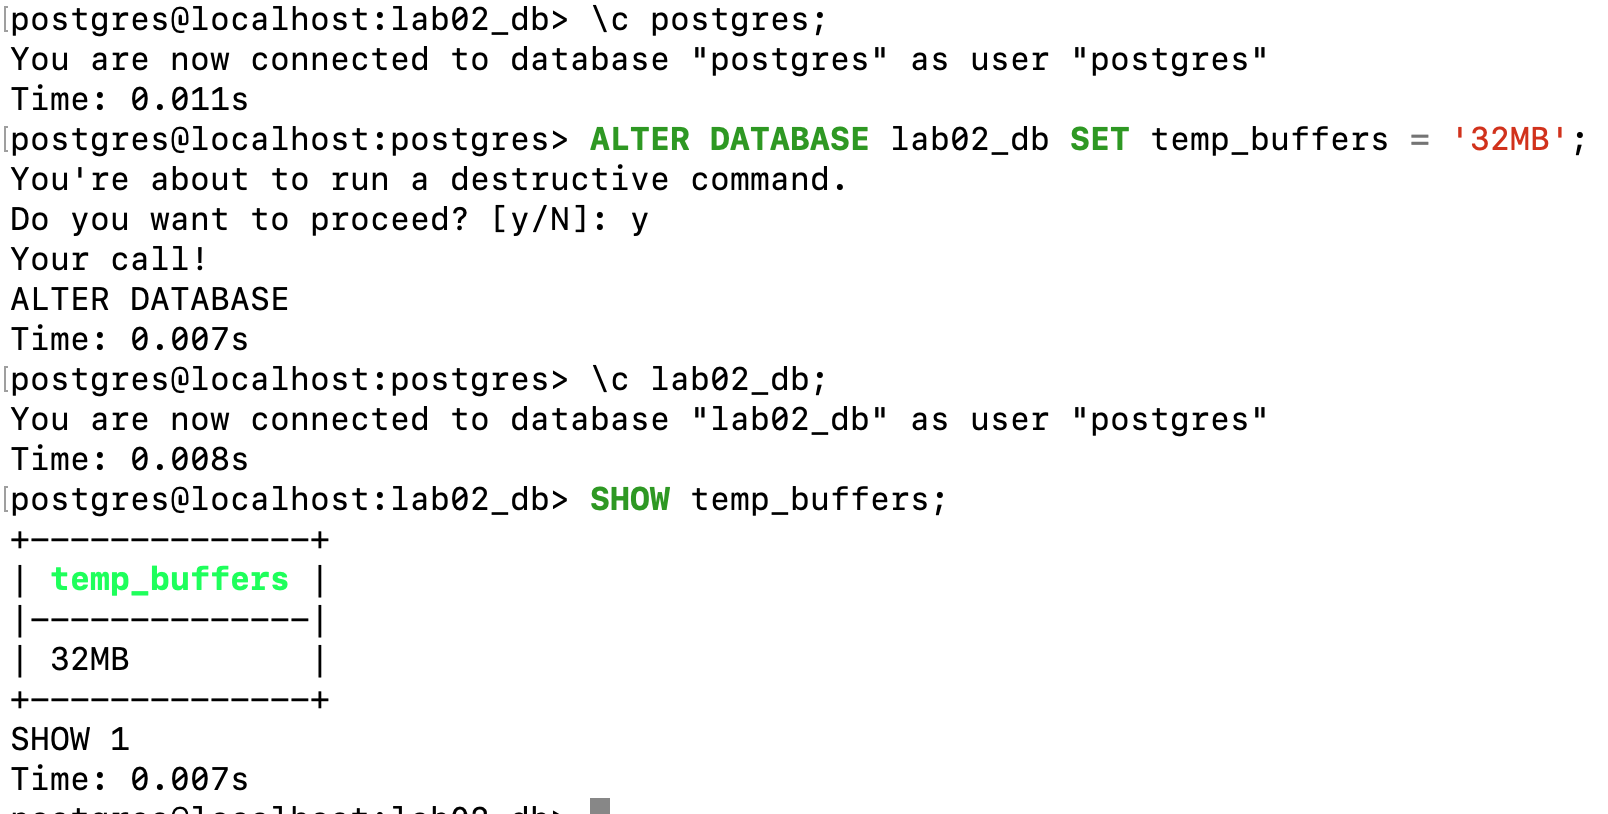 [postgres@localhost:lab02_db> \c postgres;
You are now connected to database "postgres" as user "postgres"
Time: 0.011s
[postgres@localhost:postgres> ALTER DATABASE lab02_db SET temp_buffers = '32MB';
You're about to run a destructive command.
Do you want to proceed? [y/N]: y
Your call!
ALTER DATABASE
Time: 0.007s
[postgres@localhost:postgres> \c lab02_db;
You are now connected to database "lab02_db" as user "postgres"
Time: 0.008s
[postgres@localhost:lab02_db> SHOW temp_buffers;
+--------------+
| temp_buffers |
|--------------|
| 32MB         |
+--------------+
SHOW 1
Time: 0.007s
postgres@localhost:lab02_db>